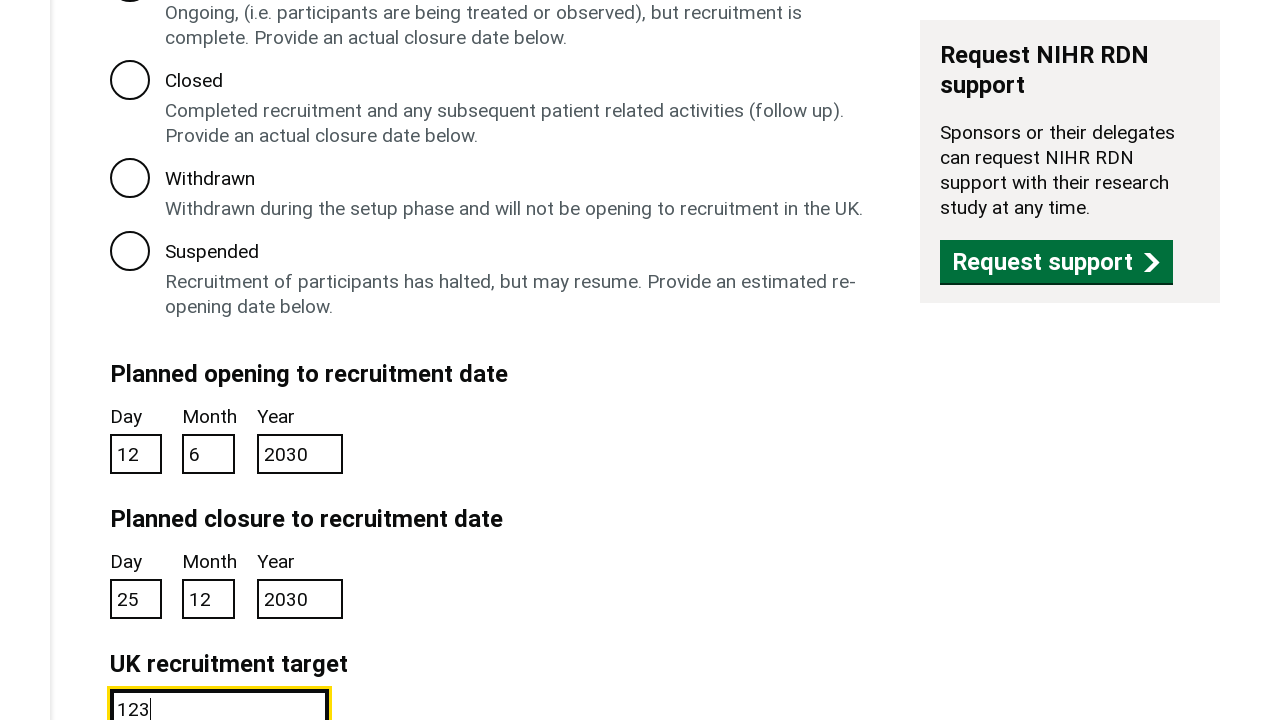 Ongoing, (i.e. participants are being treated or observed), but recruitment is
complete. Provide an actual closure date below.
Closed
Completed recruitment and any subsequent patient related activities (follow up).
Provide an actual closure date below.
Withdrawn
Withdrawn during the setup phase and will not be opening to recruitment in the UK.
Suspended
Recruitment of participants has halted, but may resume. Provide an estimated re-
opening date below.
Planned opening to recruitment date
Day Month Year
12 6 2030
Planned closure to recruitment date
Day Month Year
25 12 2030
UK recruitment target
123
Request NIHR RDN
support
Sponsors or their delegates
can request NIHR RDN
support with their research
study at any time.
Request support